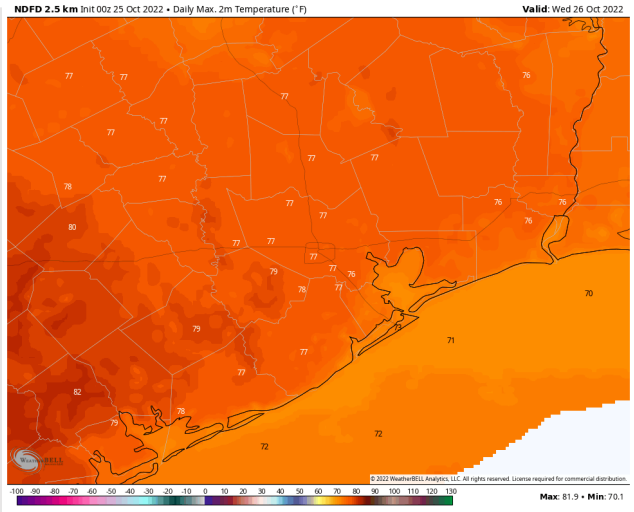 NDFD 2.5 km Init 00z 25 Oct 2022 • Daily Max. 2m Temperature (°F)
Valid: Wed 26 Oct 2022
77 77 76
77
77 77
77 77
77
78
76 76
77
80 77 76
77 77
77
79 77 76
78 77
70
79 73
71
77
77
82
79 78
72
72
WeatherBELL
© 2022 WeatherBELL Analytics, LLC. All rights reserved. License required for commercial distribution.
-100 -90 -80 -70 -60 -50 -40 -30 -20 -10 0 10 20 30 40 50 60 70 80 90 100 110 120 130
Max: 81.9 • Min: 70.1